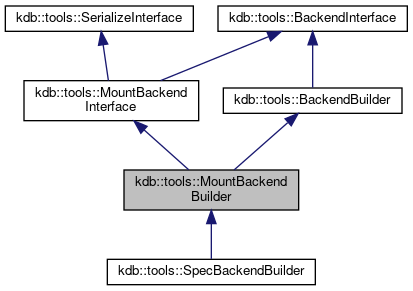 kdb::tools::SerializeInterface
kdb::tools::BackendInterface
kdb::tools::MountBackend
Interface
kdb::tools::BackendBuilder
kdb::tools::MountBackend
Builder
kdb::tools::SpecBackendBuilder